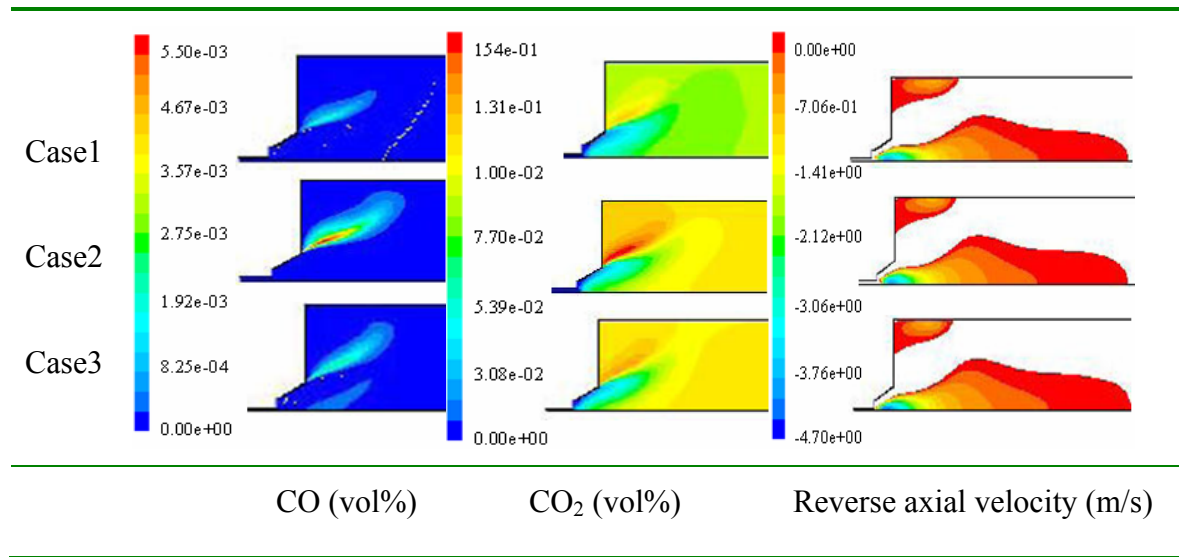 5.50e-03
4.67e-03
3.57e-03
2.75e-03
1.92e-03
8.25e-04
0.00e+00
154e-01
1.31e-01
1.00e-02
7.70e-02
5.39e-02
3.08e-02
0.00e+00
0.00e+00
-7.06e-01
-1.41e+00
-2.12e+00
-3.06e+00
-3.76e+00
-4.70e+00
Case1
Case2
Case3
CO (vol%)
CO₂ (vol%)
Reverse axial velocity (m/s)